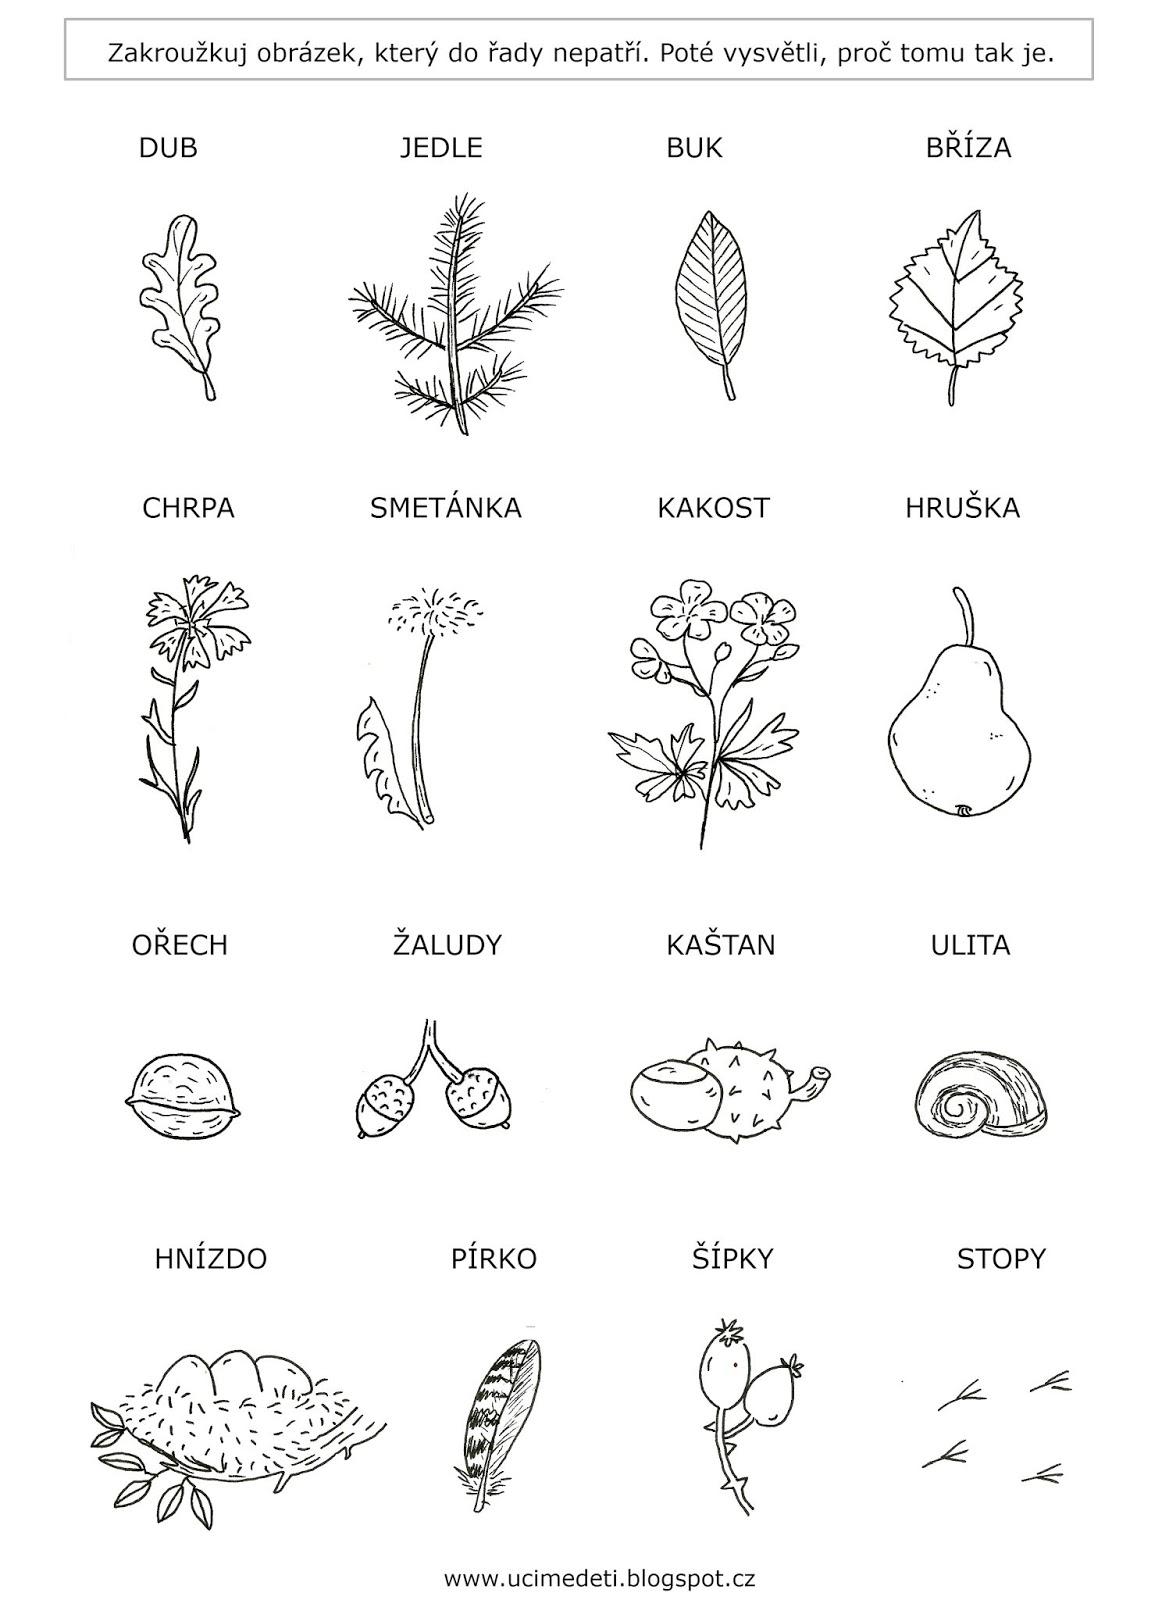 Zakroužkuj obrázek, který do řady nepatří. Poté vysvětli, proč tomu tak je.
DUB JEDLE BUK BŘÍZA
CHRPA SMETÁNKA KAKOST HRUŠKA
OŘECH ŽALUDY KAŠTAN ULITA
HNÍZDO PÍRKO ŠÍPKY STOPY
www.ucimedeti.blogspot.cz